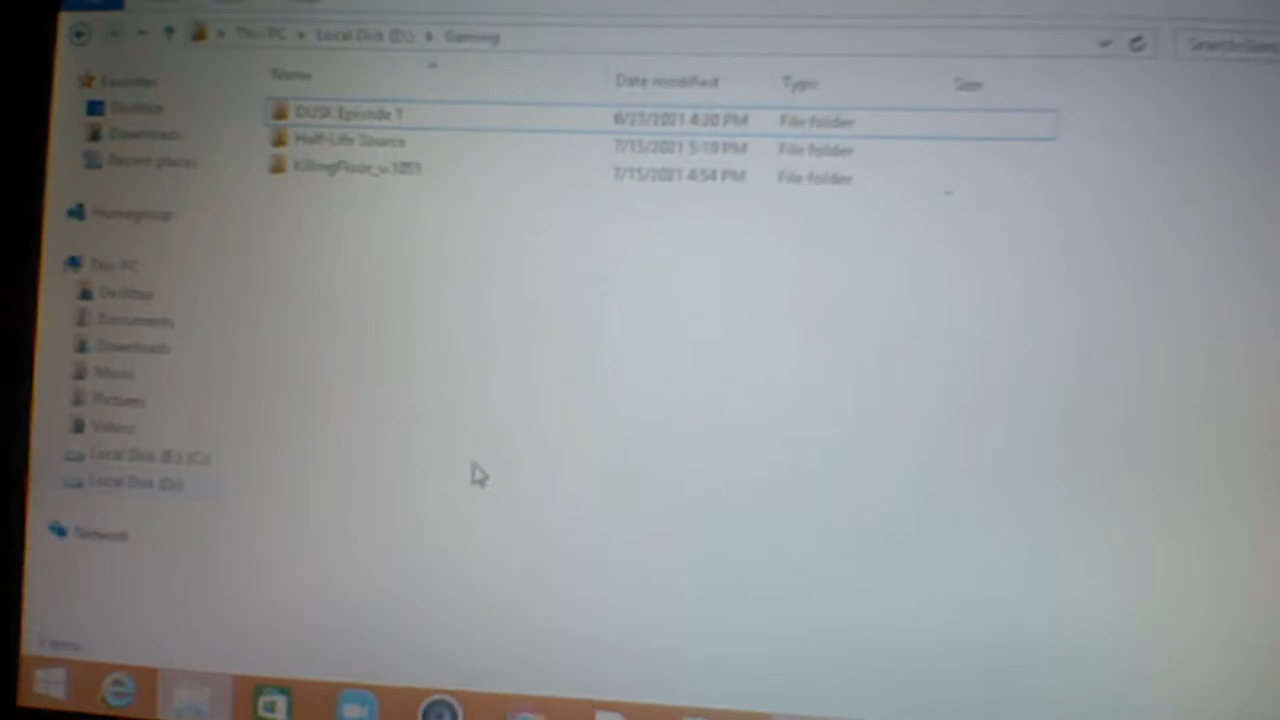 This PC Local Disk (D:) Gaming
Name Date modified Type Size
DUSK Episode 1 6/23/2021 4:20 PM File folder
Half-Life Source 7/15/2021 5:19 PM File folder
KillingFloor_v.1055 7/15/2021 4:54 PM File folder
Favorites
Desktop
Downloads
Recent places
Homegroup
This PC
Desktop
Documents
Downloads
Music
Pictures
Videos
Local Disk (E:) (C:)
Local Disk (D:)
Network
3 items